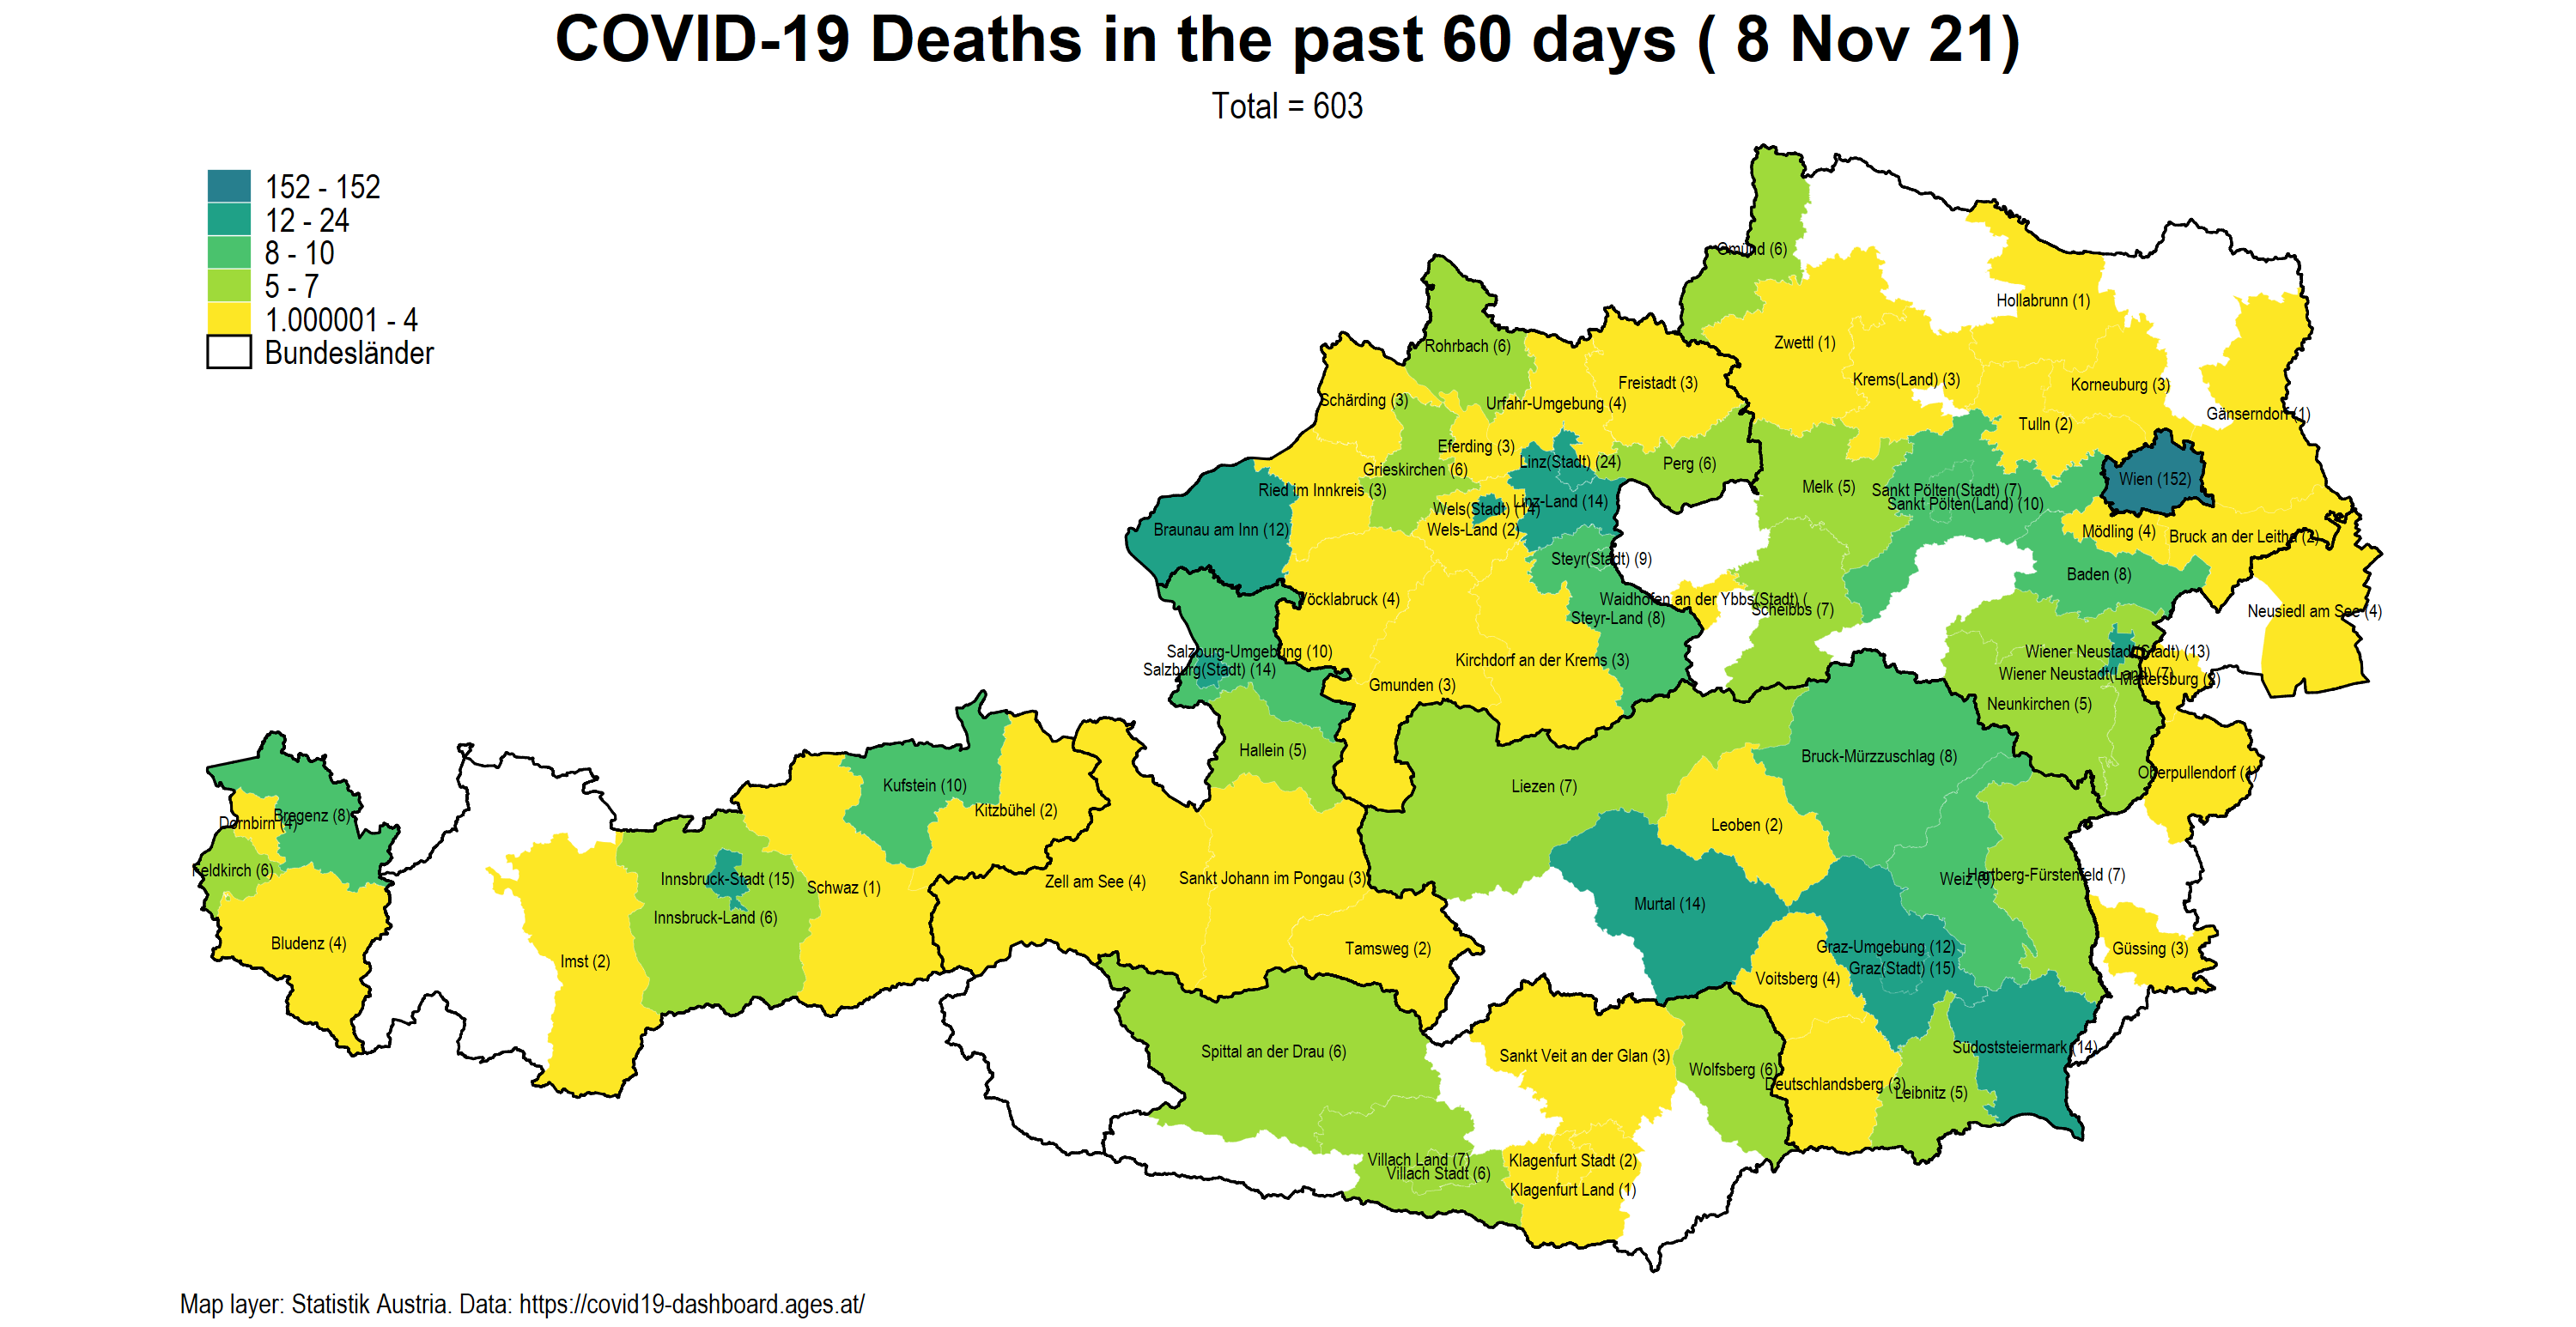 COVID-19 Deaths in the past 60 days ( 8 Nov 21)
Total = 603
152 - 152
12 - 24
8 - 10
5 - 7
1.000001 - 4
Bundesländer
Gmünd (6)
Hollabrunn (1)
Zwettl (1)
Rohrbach (6)
Krems(Land) (3)
Freistadt (3)
Korneuburg (3)
Schärding (3)
Urfahr-Umgebung (4)
Gänserndorf (1)
Tulln (2)
Eferding (3)
Linz(Stadt) (24)
Perg (6)
Grieskirchen (6)
Wien (152)
Melk (5)
Sankt Pölten(Stadt) (7)
Ried im Innkreis (3)
Linz-Land (14)
Sankt Pölten(Land) (10)
Wels(Stadt) (14)
Braunau am Inn (12)
Wels-Land (2)
Mödling (4)
Bruck an der Leitha (2)
Steyr(Stadt) (9)
Baden (8)
Vöcklabruck (4)
Waidhofen an der Ybbs(Stadt) (
Scheibbs (7)
Neusiedl am See (4)
Steyr-Land (8)
Salzburg-Umgebung (10)
Wiener Neustadt(Stadt) (13)
Kirchdorf an der Krems (3)
Salzburg(Stadt) (14)
Wiener Neustadt(Land) (7)
Mattersburg
Gmunden (3)
Neunkirchen (5)
Hallein (5)
Bruck-Mürzzuschlag (8)
Oberpullendorf (1)
Kufstein (10)
Liezen (7)
Kitzbühel (2)
Bregenz (8)
Dornbirn (4)
Leoben (2)
Feldkirch (6)
Hartberg-Fürstenfeld (7)
Innsbruck-Stadt (15)
Weiz (9)
Sankt Johann im Pongau (3)
Zell am See (4)
Schwaz (1)
Murtal (14)
Innsbruck-Land (6)
Bludenz (4)
Graz-Umgebung (12)
Tamsweg (2)
Güssing (3)
Imst (2)
Graz(Stadt) (15)
Voitsberg (4)
Südoststeiermark (14)
Spittal an der Drau (6)
Sankt Veit an der Glan (3)
Wolfsberg (6)
Deutschlandsberg (3)
Leibnitz (5)
Villach Land (7)
Klagenfurt Stadt (2)
Villach Stadt (6)
Klagenfurt Land (1)
Map layer: Statistik Austria. Data: https://covid19-dashboard.ages.at/